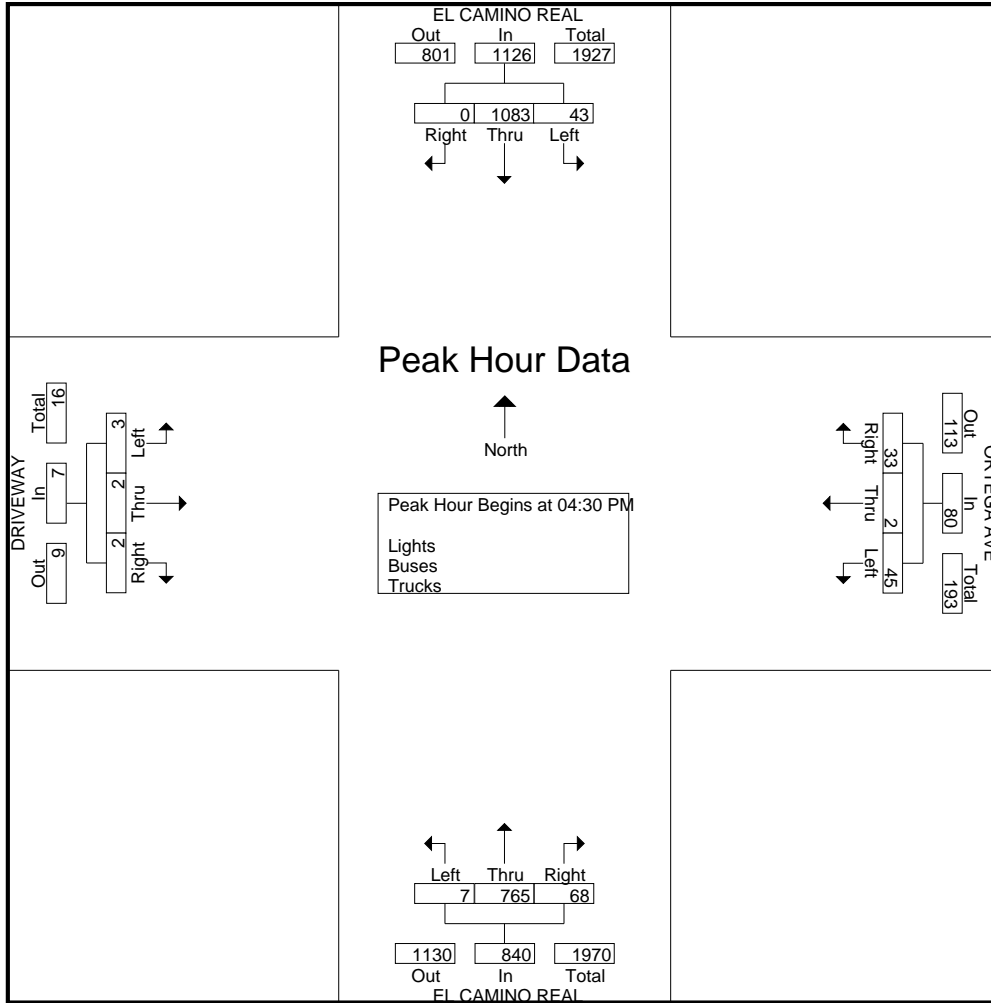 EL CAMINO REAL
Out In Total
801 1126 1927
0 1083 43
Right Thru Left
Peak Hour Data
North
Peak Hour Begins at 04:30 PM
Lights
Buses
Trucks
DRIVEWAY
Out In Total
9 7 16
2 2 3
Right Thru Left
ORTEGA AVE
Out In Total
113 80 193
33 2 45
Right Thru Left
Left Thru Right
7 765 68
1130 840 1970
Out In Total
EL CAMINO REAL